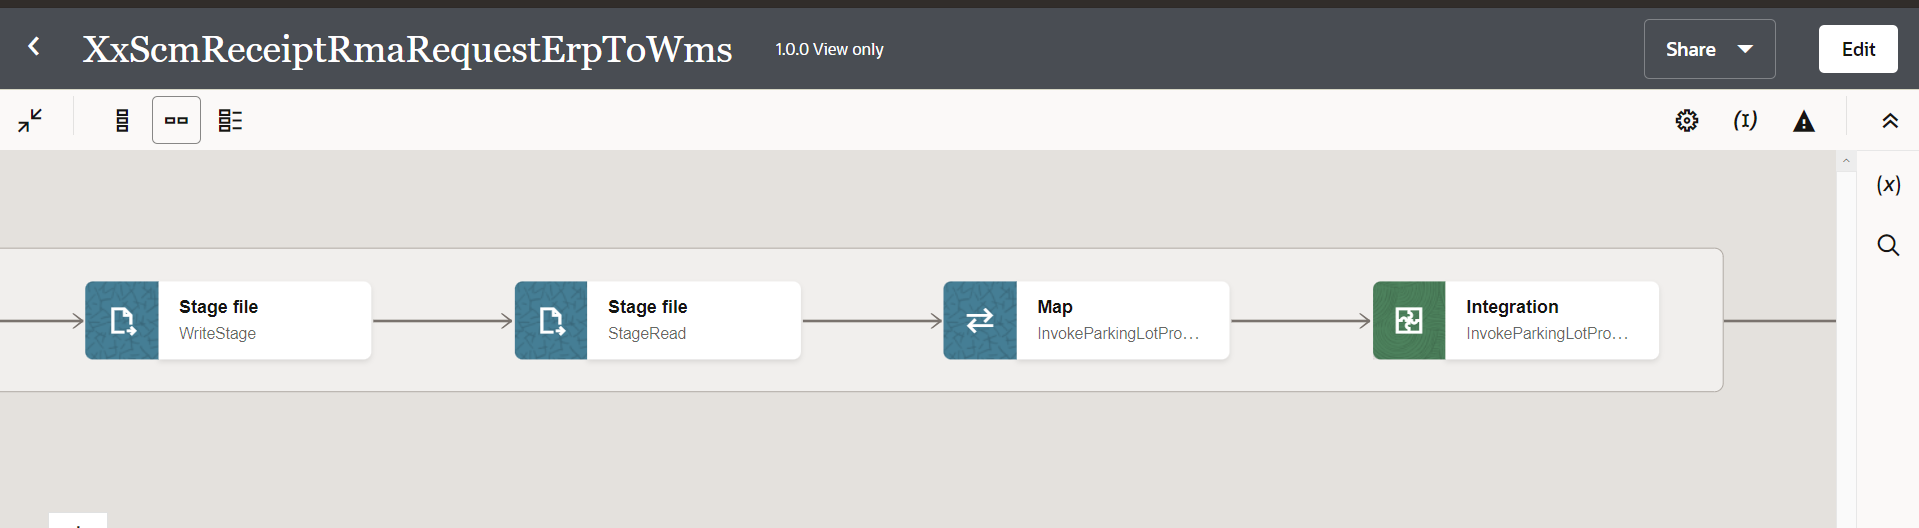 XxScmReceiptRmaRequestErpToWms 1.0.0 View only Share Edit
(I)
(x)
Stage file
WriteStage
Stage file
StageRead
Map
InvokeParkingLotPro...
Integration
InvokeParkingLotPro...